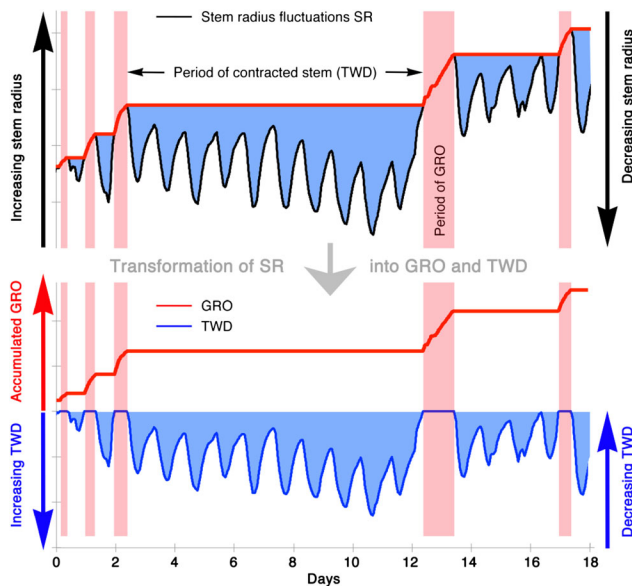 Stem radius fluctuations SR
Period of contracted stem (TWD)
Increasing stem radius
Decreasing stem radius
Period of GRO
Transformation of SR into GRO and TWD
GRO
TWD
Accumulated GRO
Increasing TWD
Decreasing TWD
0 2 4 6 8 10 12 14 16 18
Days